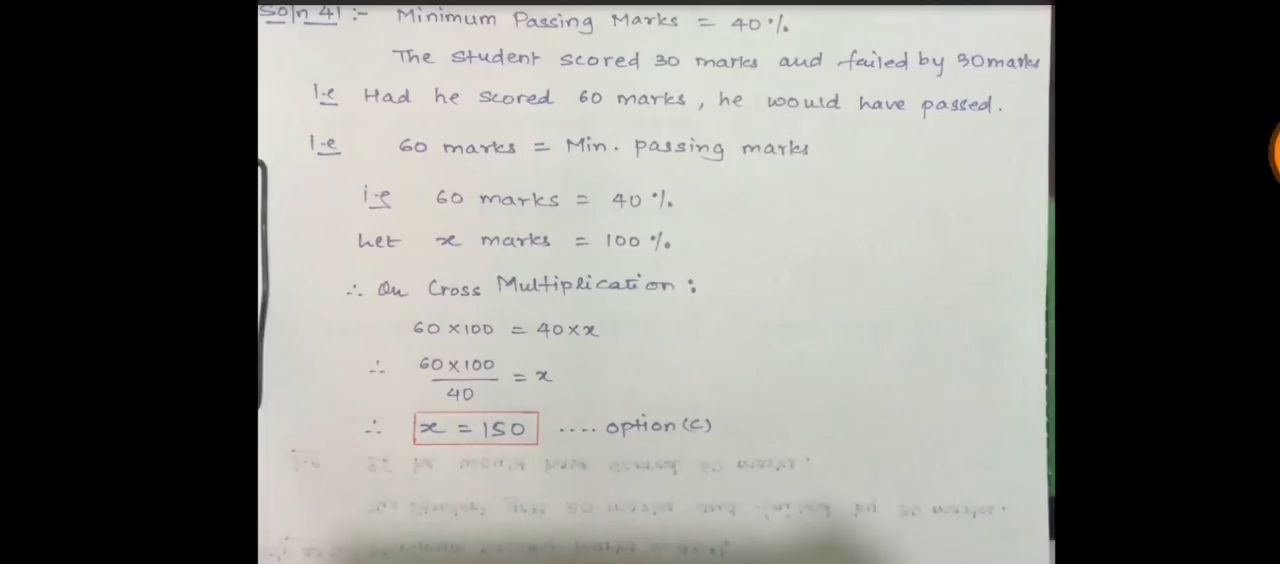 Soln 41 :- Minimum Passing Marks = 40 %
The student scored 30 marks and failed by 30 marks
i.e Had he scored 60 marks, he would have passed.
i.e 60 marks = Min. passing marks
i.e 60 marks = 40 %
Let x marks = 100 %
∴ On Cross Multiplication :
60 × 100 = 40 × x
∴ 60 × 100 / 40 = x
∴ x = 150 .... option (c)